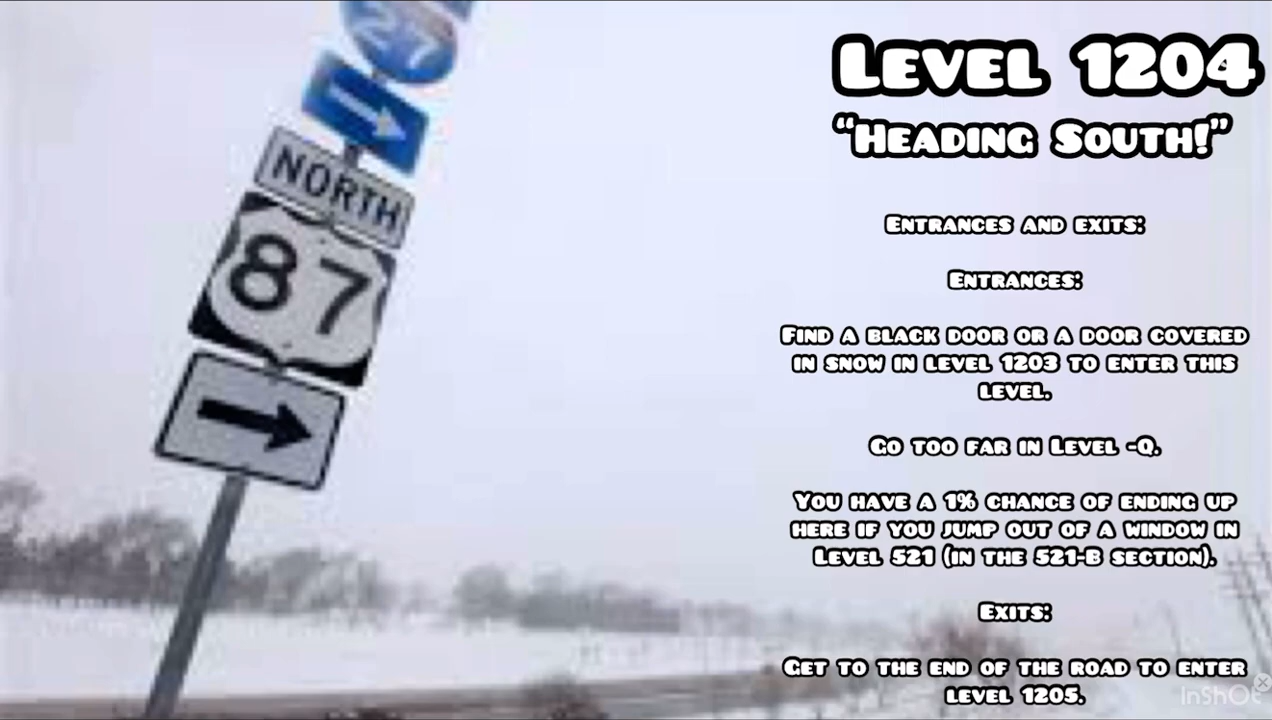 27
NORTH
87
Level 1204
“Heading South!”
Entrances and exits:
Entrances:
Find a black door or a door covered
in snow in level 1203 to enter this
level.
Go too far in Level -Q.
You have a 1% chance of ending up
here if you jump out of a window in
Level 521 (in the 521-B section).
Exits:
Get to the end of the road to enter
level 1205.
InShOt